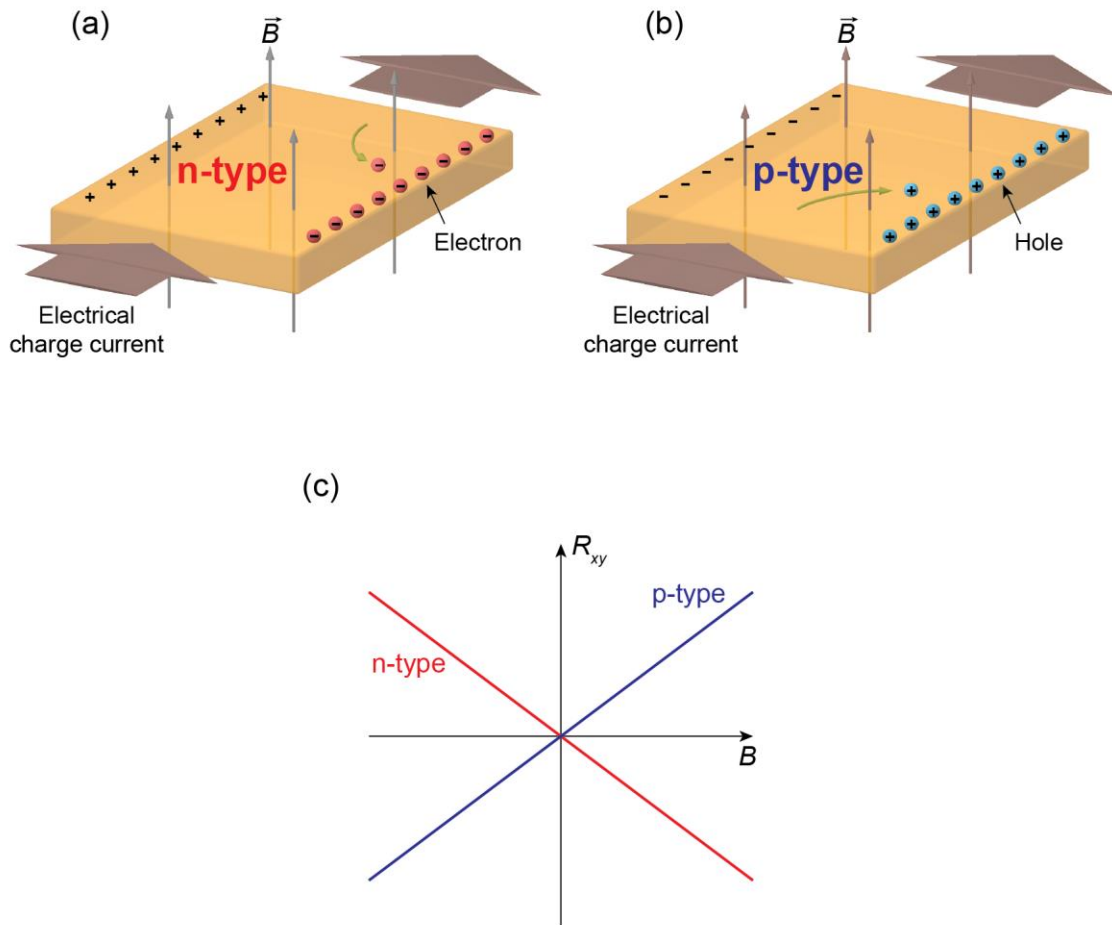 (a)
B
n-type
Electron
Electrical
charge current
(b)
B
p-type
Hole
Electrical
charge current
(c)
Rxy
p-type
n-type
B